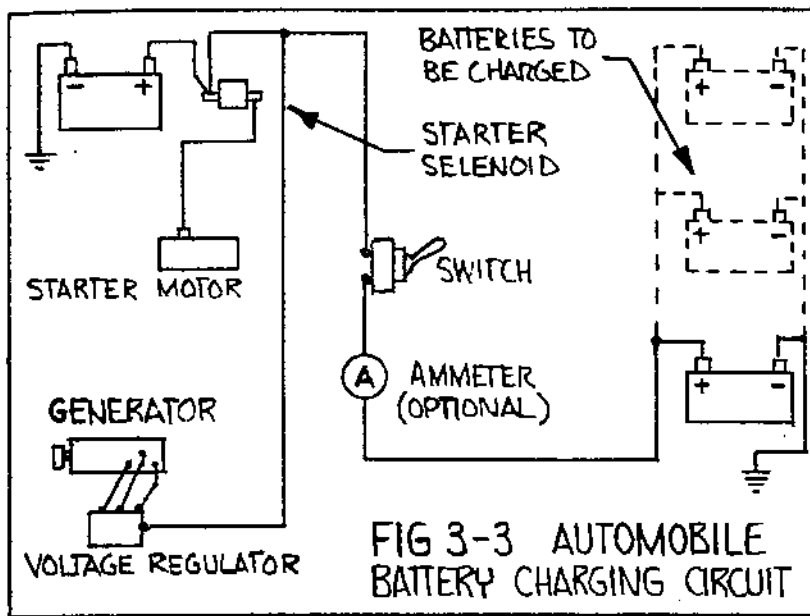 BATTERIES TO
BE CHARGED
- +
+ -
STARTER
SELENOID
+ -
STARTER MOTOR
SWITCH
A
AMMETER
(OPTIONAL)
+ -
GENERATOR
VOLTAGE REGULATOR
FIG 3-3 AUTOMOBILE
BATTERY CHARGING CIRCUIT